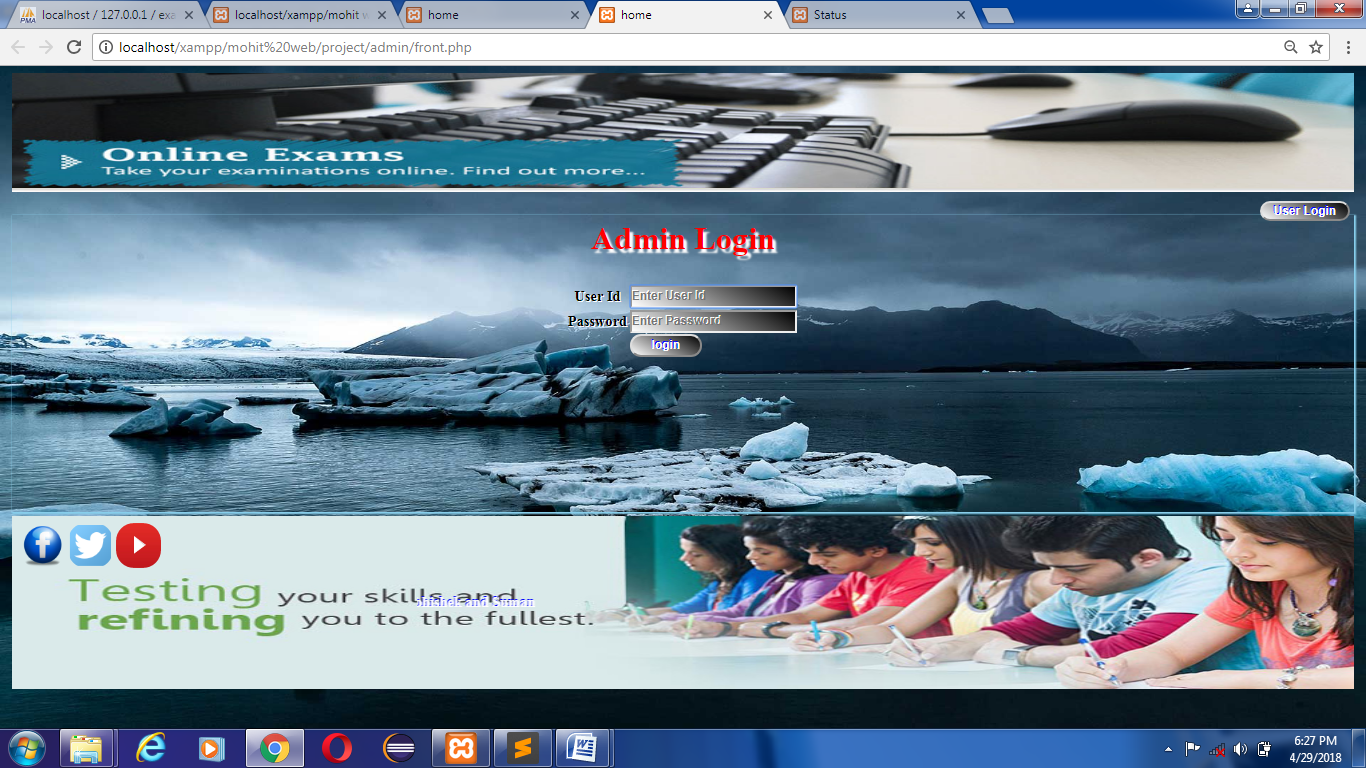 localhost / 127.0.0.1 / exa
localhost/xampp/mohit w
home
home
Status
localhost/xampp/mohit%20web/project/admin/front.php
Online Exams
Take your examinations online. Find out more...
User Login
Admin Login
User Id
Enter User Id
Password
Enter Password
login
Testing your skills and
and Suman
refining you to the fullest.
6:27 PM
4/29/2018